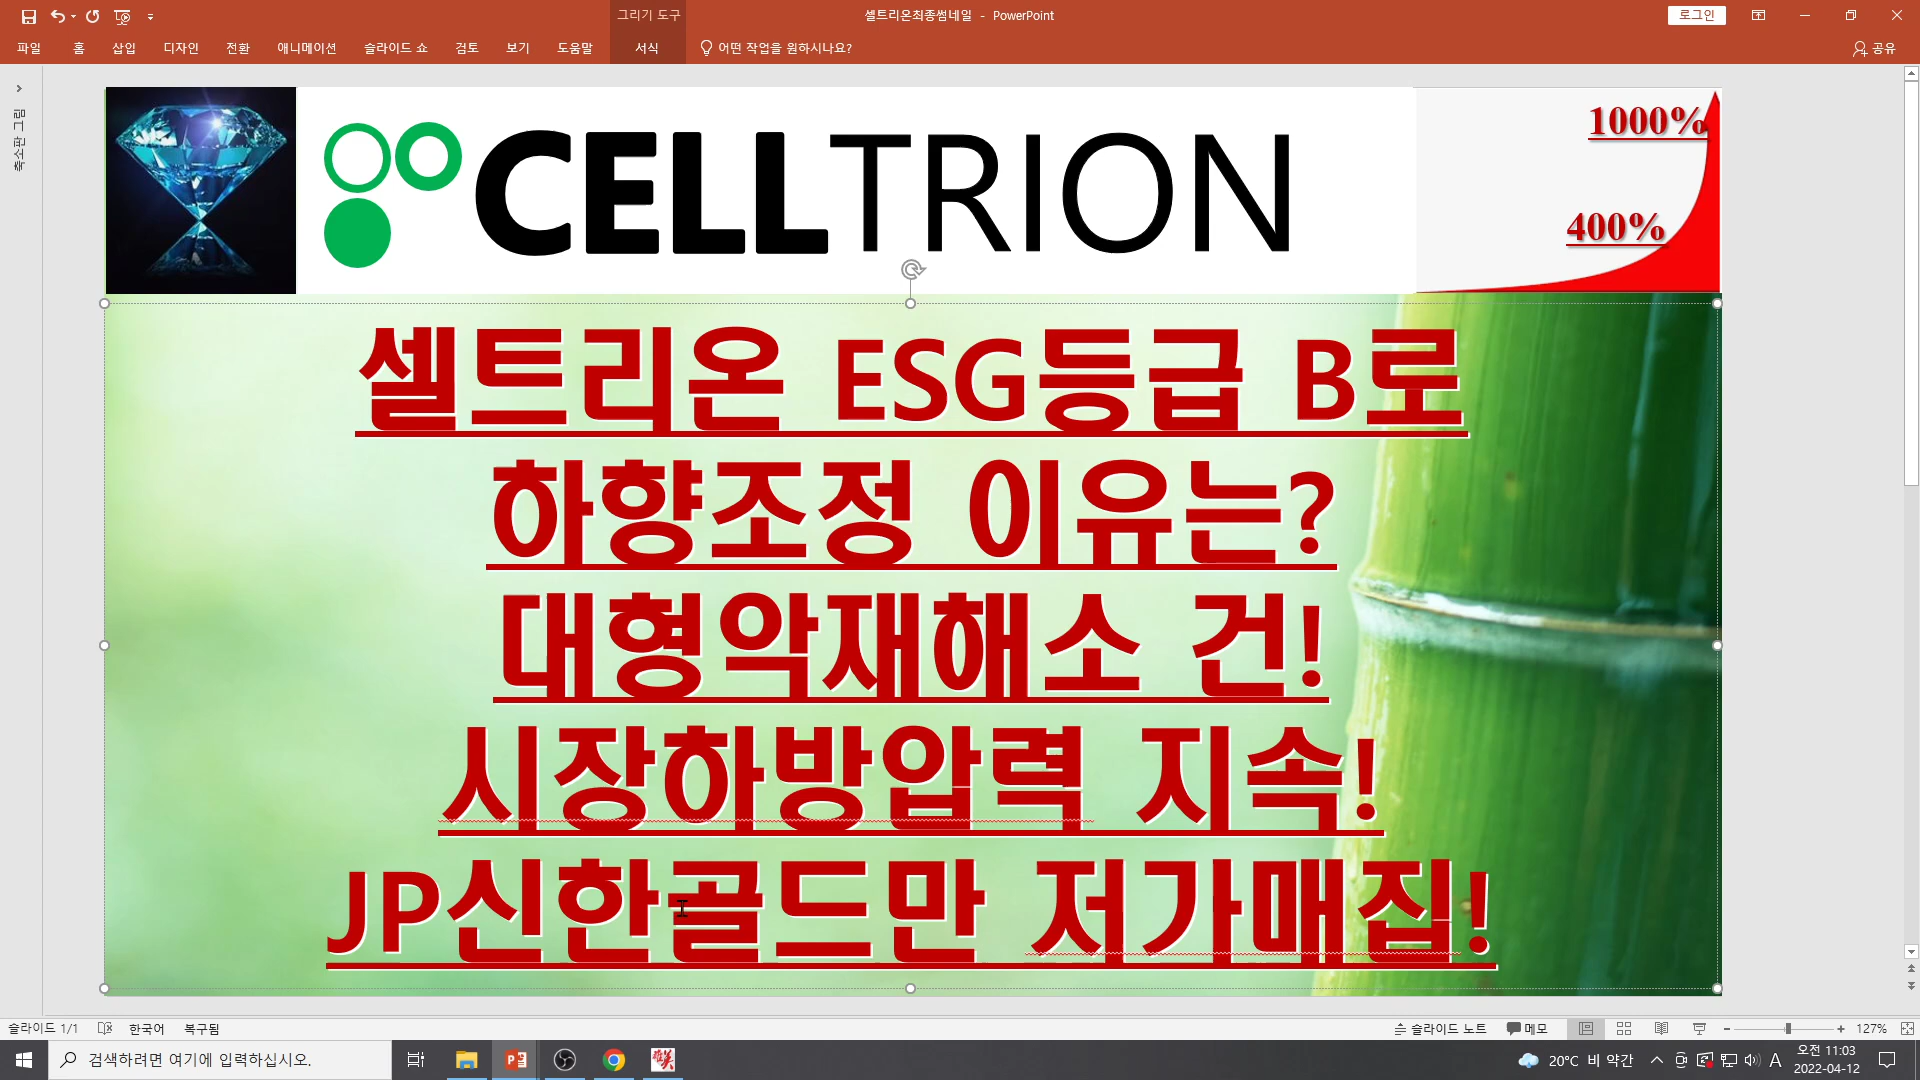 그리기 도구
셀트리온최종썸네일 - PowerPoint
로그인
파일 홈 삽입 디자인 전환 애니메이션 슬라이드 쇼 검토 보기 도움말 서식 어떤 작업을 원하시나요? 공유
축소판 그림
CELLTRION
1000%
400%
셀트리온 ESG등급 B로
하향조정 이유는?
대형악재해소 건!
시장하방압력 지속!
JP신한골드만 저가매집!
슬라이드 1/1 한국어 복구됨 슬라이드 노트 메모 127%
검색하려면 여기에 입력하십시오.
20°C 비 약간 A 오전 11:03
2022-04-12